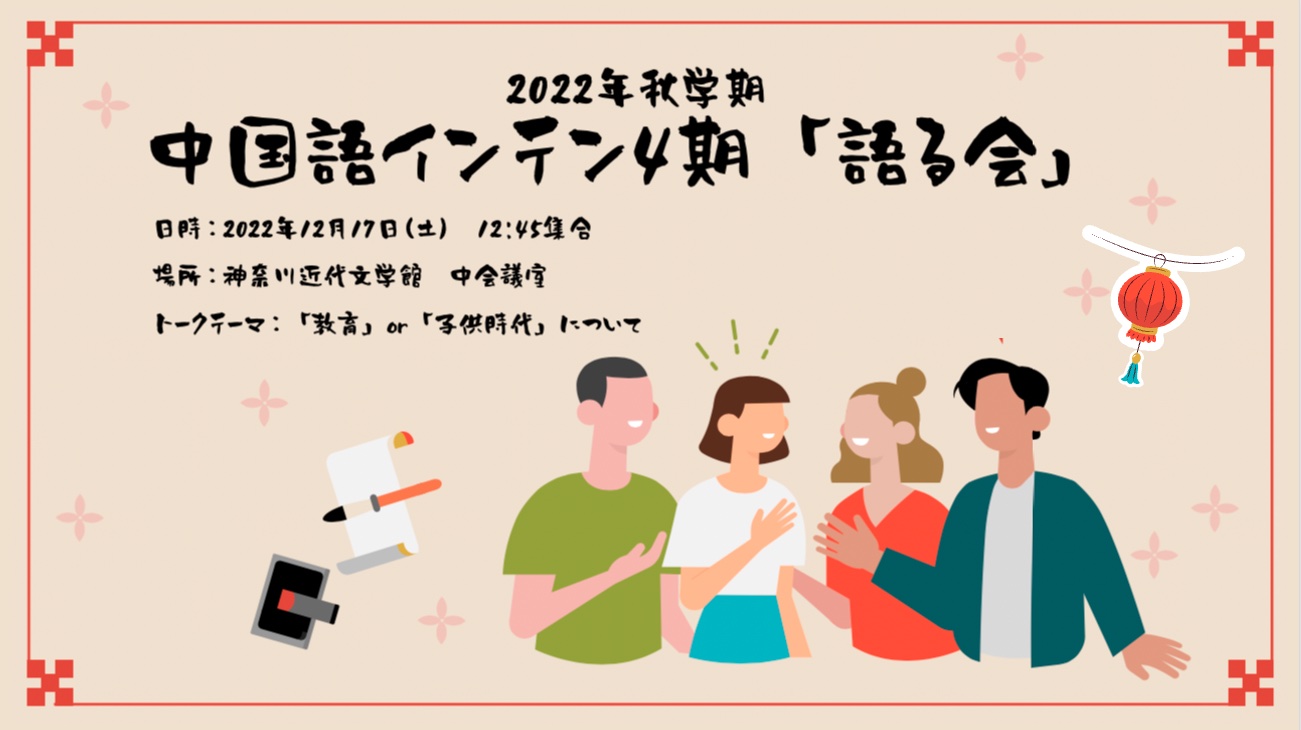 2022年秋学期
中国語インテン4期「語る会」
日時：2022年12月17日(土)　12:45集合
場所：神奈川近代文学館　中会議室
トークテーマ：「教育」or「子供時代」について